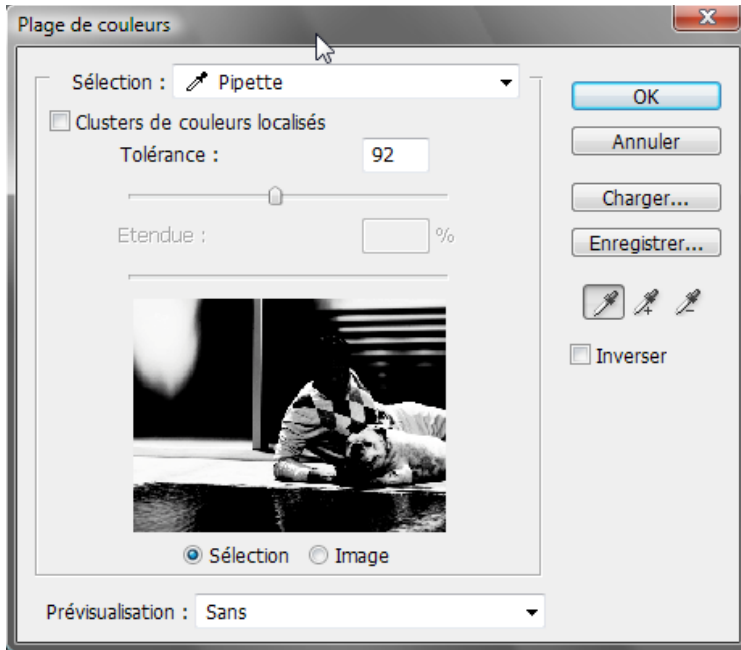 Plage de couleurs
Sélection : Pipette
Clusters de couleurs localisés
Tolérance : 92
Etendue : %
Sélection Image
Prévisualisation : Sans
OK
Annuler
Charger...
Enregistrer...
Inverser